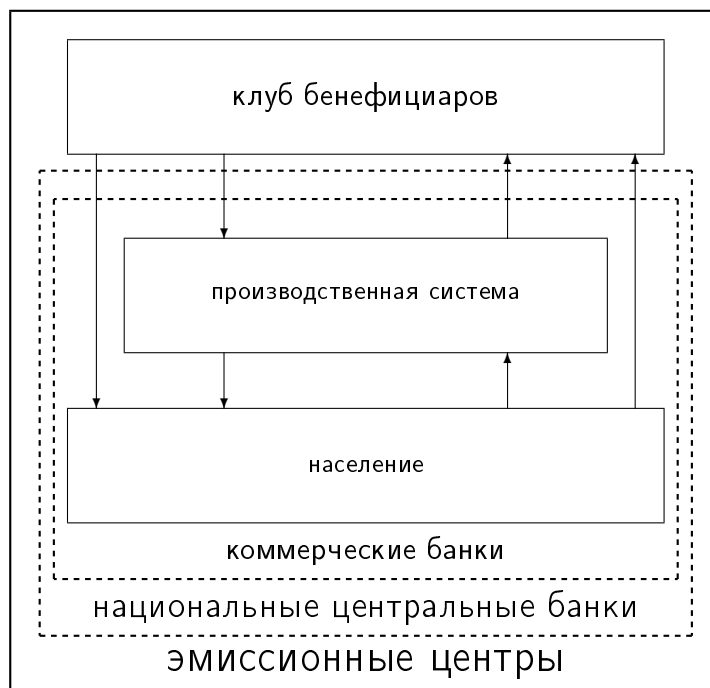 клуб бенефициаров
производственная система
население
коммерческие банки
национальные центральные банки
эмиссионные центры